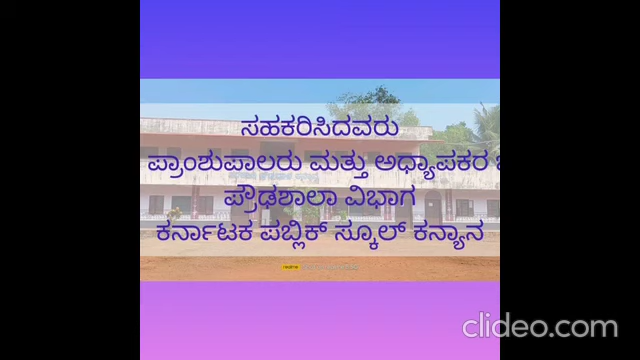 ಸಹಕರಿಸಿದವರು
ಪ್ರಾಂಶುಪಾಲರು ಮತ್ತು ಅಧ್ಯಾಪಕರ
ಪ್ರೌಢಶಾಲಾ ವಿಭಾಗ
ಕರ್ನಾಟಕ ಪಬ್ಲಿಕ್ ಸ್ಕೂಲ್ ಕನ್ಯಾನ
clideo.com